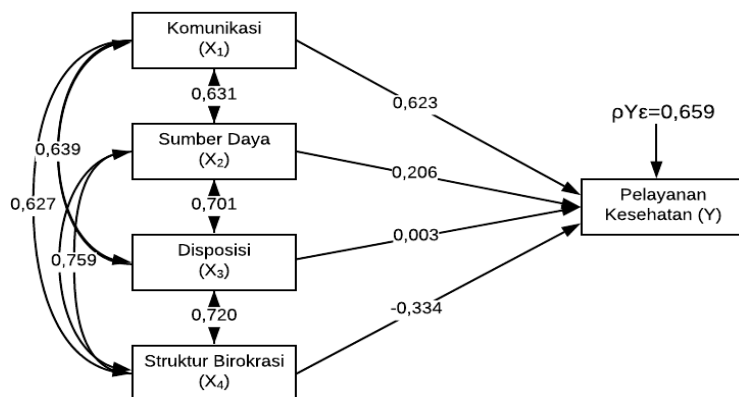 Komunikasi
(X₁)
0,631
0,623
ρYε=0,659
Sumber Daya
(X₂)
0,639
0,206
0,627
0,701
Pelayanan
Kesehatan (Y)
Disposisi
(X₃)
0,003
0,759
0,720
-0,334
Struktur Birokrasi
(X₄)